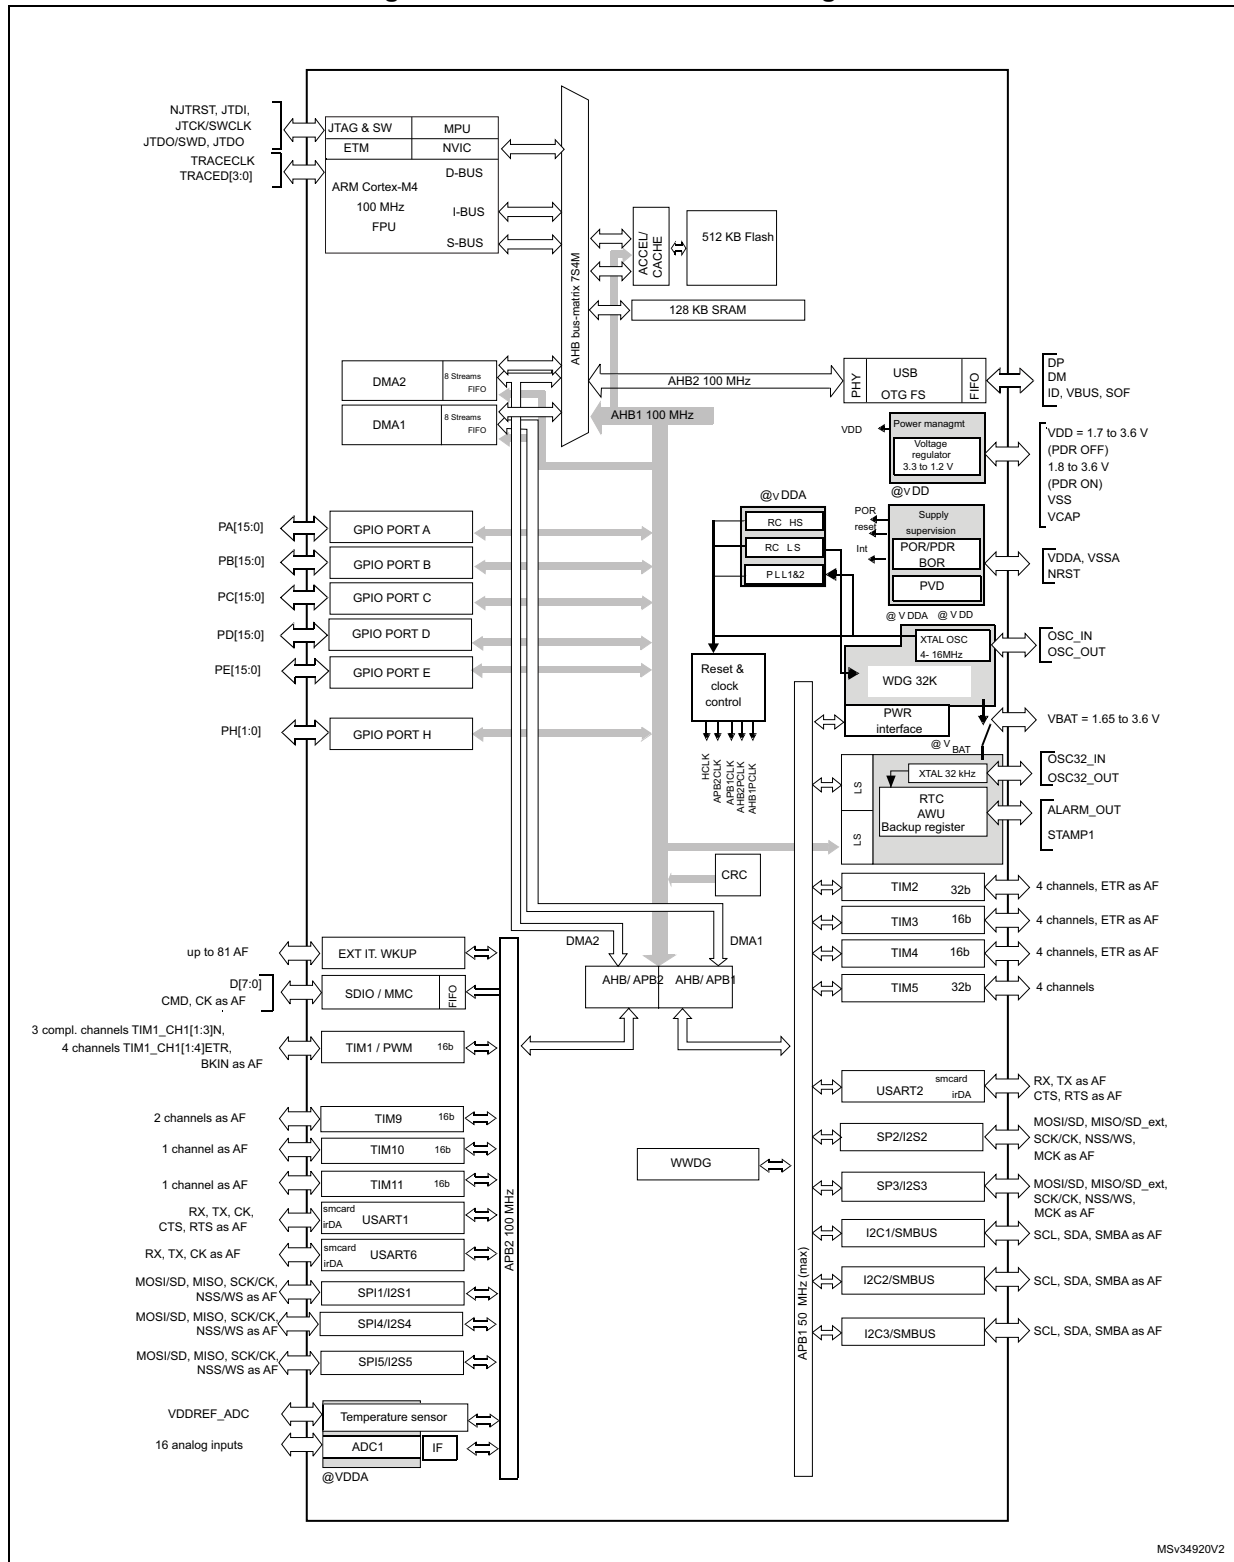 NJTRST, JTDI,
JTCK/SWCLK
JTDO/SWD, JTDO
TRACECLK
TRACED[3:0]
JTAG & SW
MPU
ETM
NVIC
D-BUS
ARM Cortex-M4
100 MHz
FPU
I-BUS
S-BUS
AHB bus-matrix 7S4M
ACCEL/
CACHE
512 KB Flash
128 KB SRAM
DMA2
8 Streams
FIFO
DMA1
8 Streams
FIFO
AHB2 100 MHz
AHB1 100 MHz
PHY
USB
OTG FS
FIFO
DP
DM
ID, VBUS, SOF
VDD
Power managmt
Voltage
regulator
3.3 to 1.2 V
@VDD
VDD = 1.7 to 3.6 V
(PDR OFF)
1.8 to 3.6 V
(PDR ON)
VSS
VCAP
@VDDA
RC HS
RC LS
PLL1&2
POR
reset
Int
Supply
supervision
POR/PDR
BOR
PVD
VDDA, VSSA
NRST
@VDDA @VDD
PA[15:0]
GPIO PORT A
PB[15:0]
GPIO PORT B
PC[15:0]
GPIO PORT C
PD[15:0]
GPIO PORT D
PE[15:0]
GPIO PORT E
PH[1:0]
GPIO PORT H
XTAL OSC
4- 16MHz
OSC_IN
OSC_OUT
WDG 32K
Reset &
clock
control
PWR
interface
VBAT = 1.65 to 3.6 V
@VBAT
HCLK
APB2CLK
APB1CLK
AHB2PCLK
AHB1PCLK
LS
LS
XTAL 32 kHz
RTC
AWU
Backup register
OSC32_IN
OSC32_OUT
ALARM_OUT
STAMP1
CRC
TIM2
32b
4 channels, ETR as AF
TIM3
16b
4 channels, ETR as AF
TIM4
16b
4 channels, ETR as AF
TIM5
32b
4 channels
DMA2
DMA1
AHB/ APB2
AHB/ APB1
up to 81 AF
EXT IT. WKUP
D[7:0]
CMD, CK as AF
SDIO / MMC
FIFO
3 compl. channels TIM1_CH1[1:3]N,
4 channels TIM1_CH1[1:4]ETR,
BKIN as AF
TIM1 / PWM
16b
2 channels as AF
TIM9
16b
1 channel as AF
TIM10
16b
1 channel as AF
TIM11
16b
RX, TX, CK,
CTS, RTS as AF
smcard
irDA
USART1
RX, TX, CK as AF
smcard
irDA
USART6
MOSI/SD, MISO, SCK/CK,
NSS/WS as AF
SPI1/I2S1
MOSI/SD, MISO, SCK/CK,
NSS/WS as AF
SPI4/I2S4
MOSI/SD, MISO, SCK/CK,
NSS/WS as AF
SPI5/I2S5
VDDREF_ADC
Temperature sensor
16 analog inputs
ADC1
IF
@VDDA
APB2 100 MHz
WWDG
APB1 50 MHz (max)
USART2
smcard
irDA
RX, TX as AF
CTS, RTS as AF
SP2/I2S2
MOSI/SD, MISO/SD_ext,
SCK/CK, NSS/WS,
MCK as AF
SP3/I2S3
MOSI/SD, MISO/SD_ext,
SCK/CK, NSS/WS,
MCK as AF
I2C1/SMBUS
SCL, SDA, SMBA as AF
I2C2/SMBUS
SCL, SDA, SMBA as AF
I2C3/SMBUS
SCL, SDA, SMBA as AF
MSv34920V2